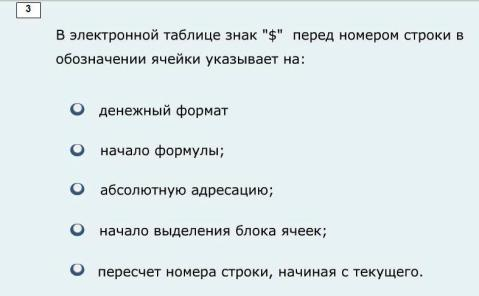 3
В электронной таблице знак "$" перед номером строки в
обозначении ячейки указывает на:
денежный формат
начало формулы;
абсолютную адресацию;
начало выделения блока ячеек;
пересчет номера строки, начиная с текущего.